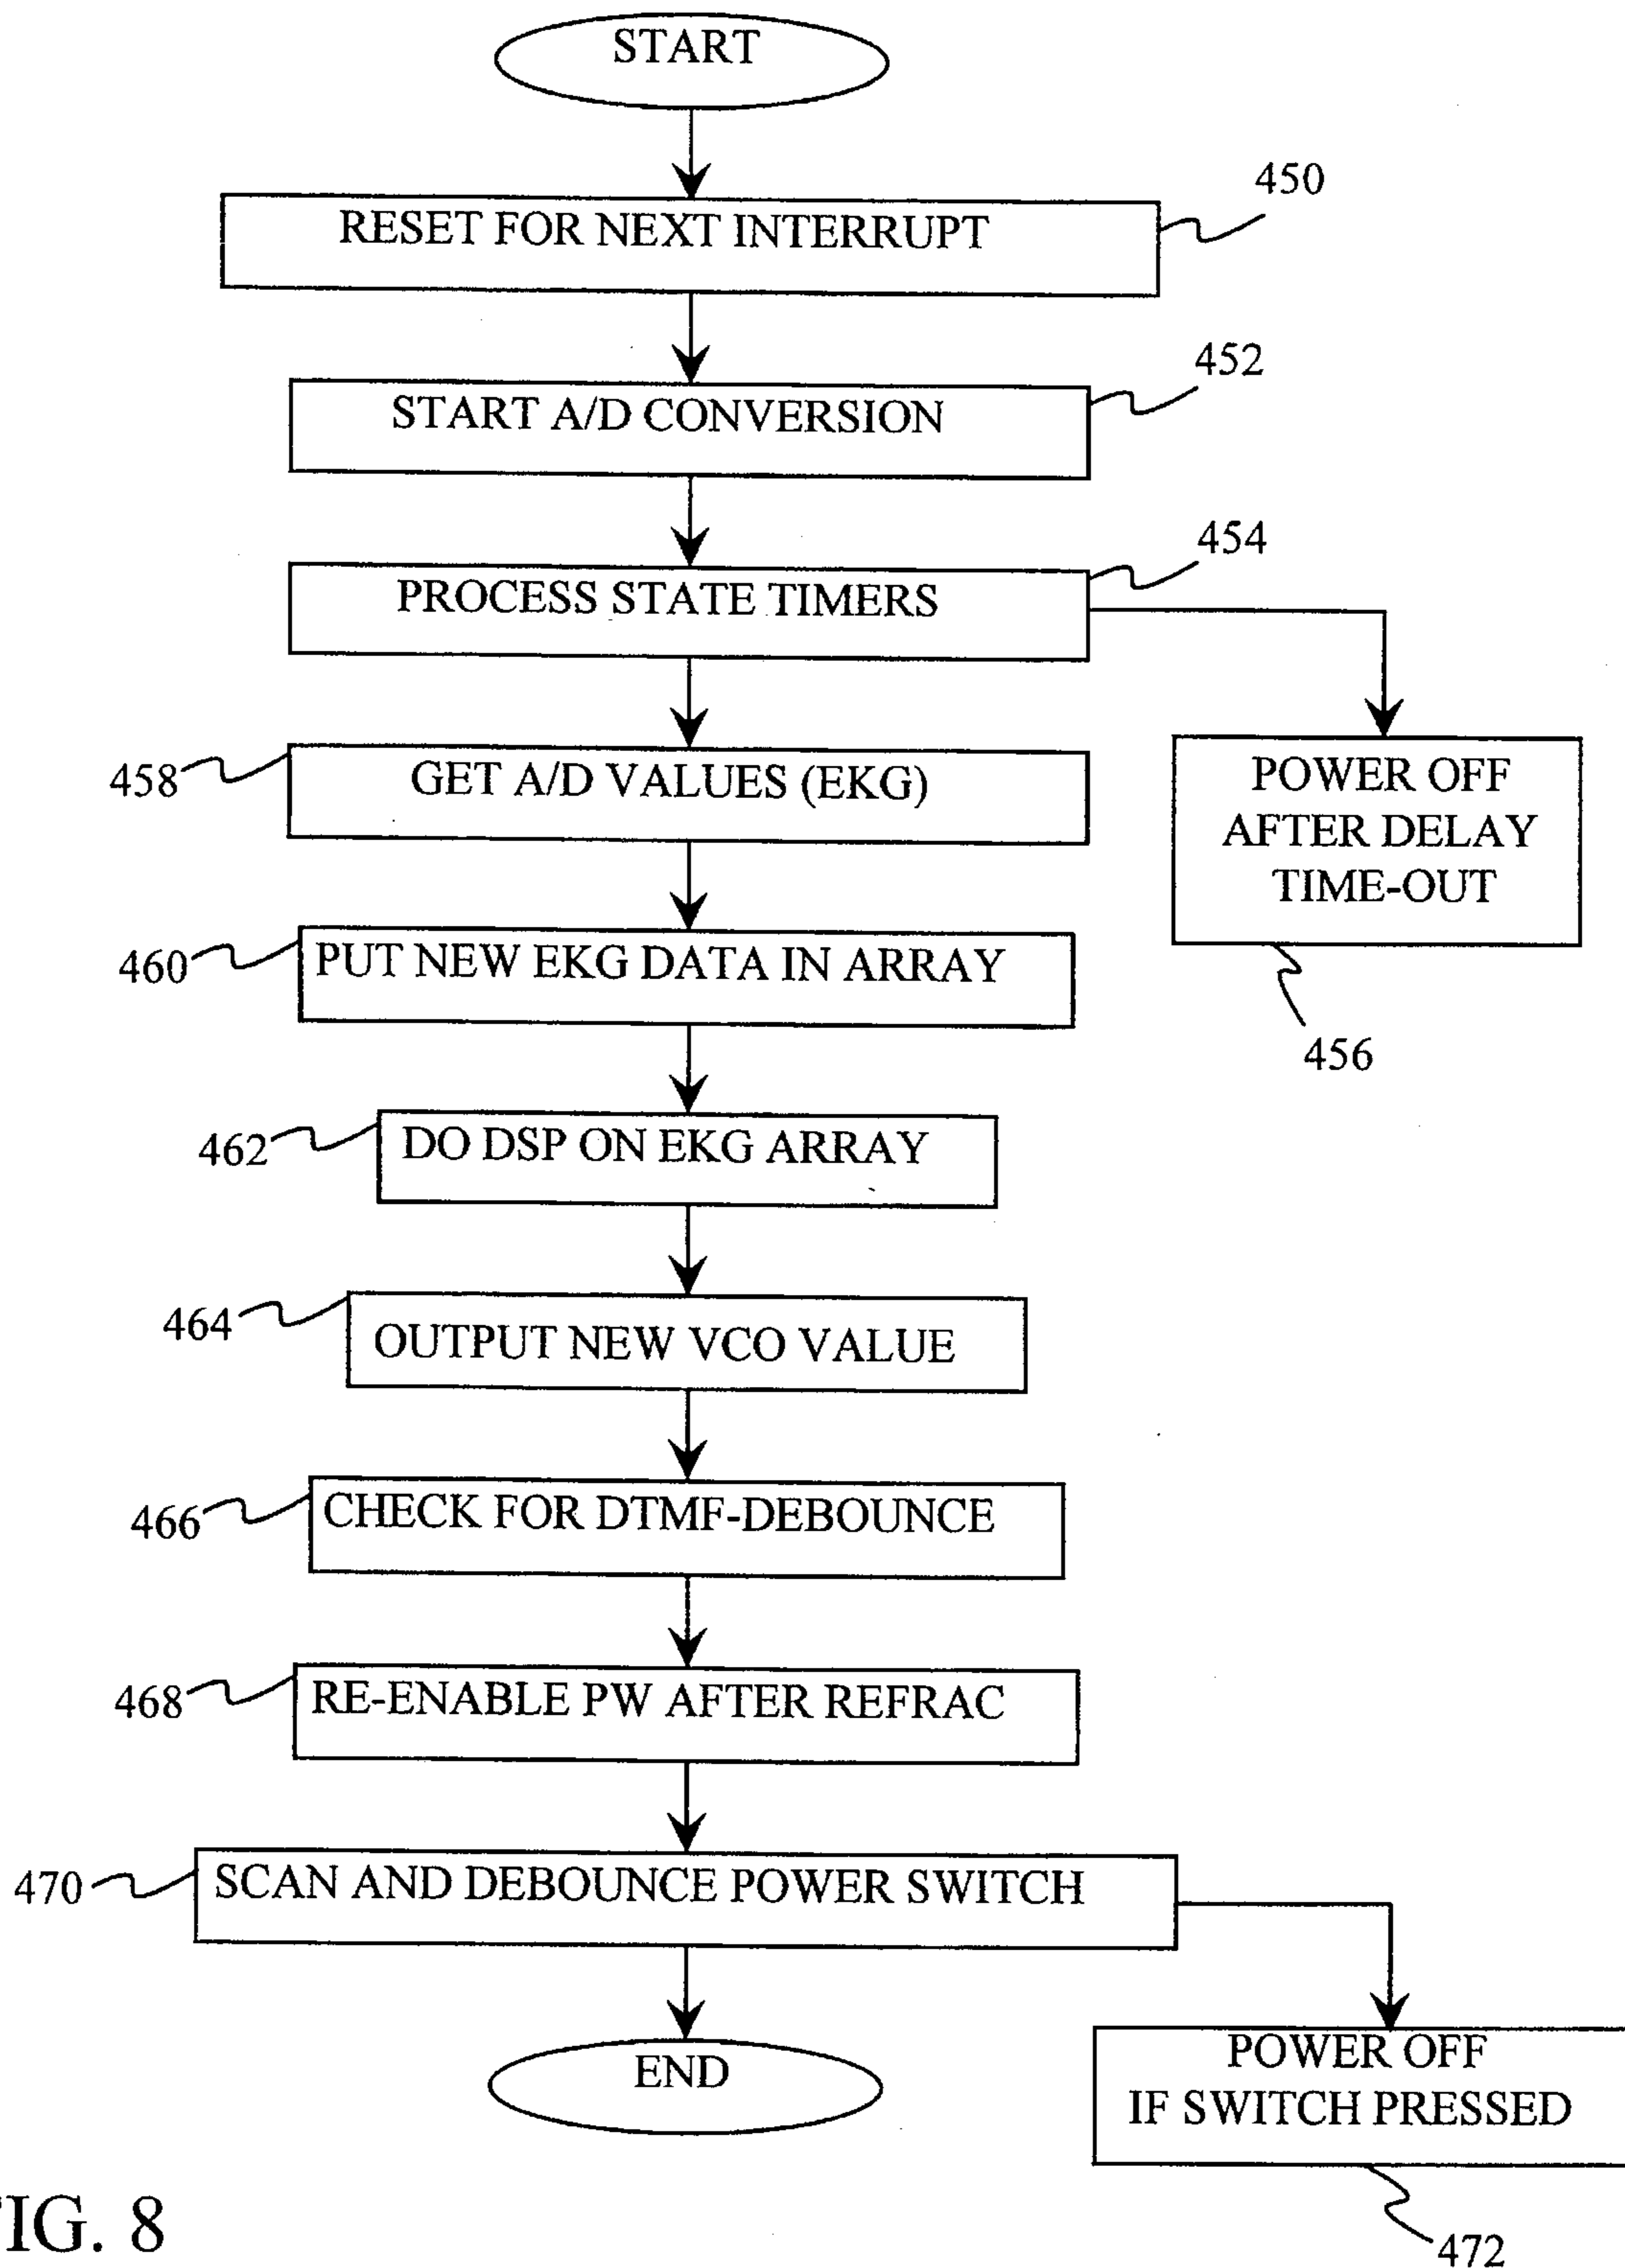 START
450
RESET FOR NEXT INTERRUPT
452
START A/D CONVERSION
454
PROCESS STATE TIMERS
458
GET A/D VALUES (EKG)
POWER OFF
AFTER DELAY
TIME-OUT
456
460
PUT NEW EKG DATA IN ARRAY
462
DO DSP ON EKG ARRAY
464
OUTPUT NEW VCO VALUE
466
CHECK FOR DTMF-DEBOUNCE
468
RE-ENABLE PW AFTER REFRAC
470
SCAN AND DEBOUNCE POWER SWITCH
END
POWER OFF
IF SWITCH PRESSED
472
IG. 8